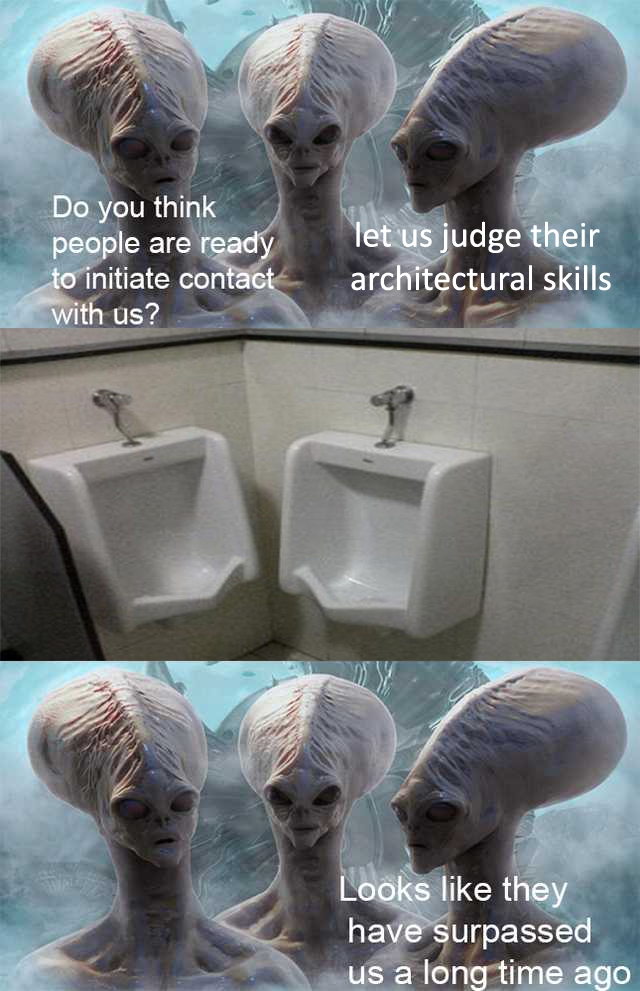 Do you think
people are ready
to initiate contact
with us?
let us judge their
architectural skills
Looks like they
have surpassed
us a long time ago